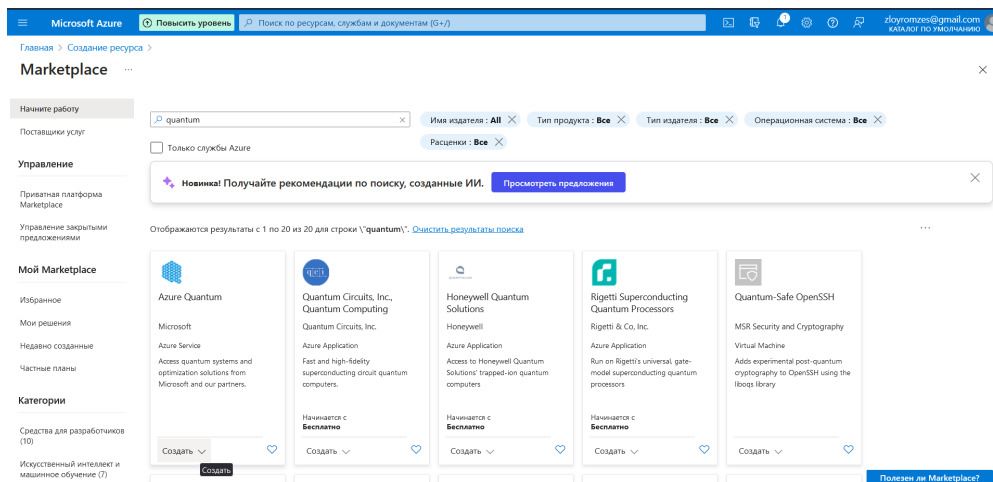 Microsoft Azure
Повысить уровень
Поиск по ресурсам, службам и документам (G+/)
1
zloyromzes@gmail.com
КАТАЛОГ ПО УМОЛЧАНИЮ
Главная > Создание ресурса >
Marketplace ...
Начните работу
Поставщики услуг
Управление
Приватная платформа
Marketplace
Управление закрытыми
предложениями
Мой Marketplace
Избранное
Мои решения
Недавно созданные
Частные планы
Категории
Средства для разработчиков
(10)
Искусственный интеллект и
машинное обучение (7)
quantum
Имя издателя : All
Тип продукта : Все
Тип издателя : Все
Операционная система : Все
Расценки : Все
Только службы Azure
Новинка! Получайте рекомендации по поиску, созданные ИИ.
Просмотреть предложения
Отображаются результаты с 1 по 20 из 20 для строки \"quantum\". Очистить результаты поиска
...
Azure Quantum
Microsoft
Azure Service
Access quantum systems and
optimization solutions from
Microsoft and our partners.
Создать
Создать
qci
Quantum Circuits, Inc.,
Quantum Computing
Quantum Circuits, Inc.
Azure Application
Fast and high-fidelity
superconducting circuit quantum
computers.
Начинается с
Бесплатно
Создать
Honeywell Quantum
Solutions
Honeywell
Azure Application
Access to Honeywell Quantum
Solutions' trapped-ion quantum
computers
Начинается с
Бесплатно
Создать
Rigetti Superconducting
Quantum Processors
Rigetti & Co, Inc.
Azure Application
Run on Rigetti's universal, gate-
model superconducting quantum
processors
Начинается с
Бесплатно
Создать
Quantum-Safe OpenSSH
MSR Security and Cryptography
Virtual Machine
Adds experimental post-quantum
cryptography to OpenSSH using the
liboqs library
Создать
Полезен ли Marketplace?